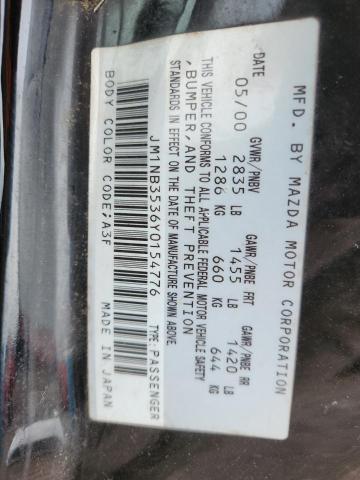 MFD. BY MAZDA MOTOR CORPORATION
DATE GVWR/PNBV GAWR/PNBE FRT GAWR/PNBE RR
05/00 2835 LB 1455 LB 1420 LB
1286 KG 660 KG 644 KG
THIS VEHICLE CONFORMS TO ALL APPLICABLE FEDERAL MOTOR VEHICLE SAFETY
, BUMPER, AND THEFT PREVENTION
STANDARDS IN EFFECT ON THE DATE OF MANUFACTURE SHOWN ABOVE.
JM1NB3536Y0154776 TYPE: PASSENGER
BODY COLOR CODE; A3F MADE IN JAPAN